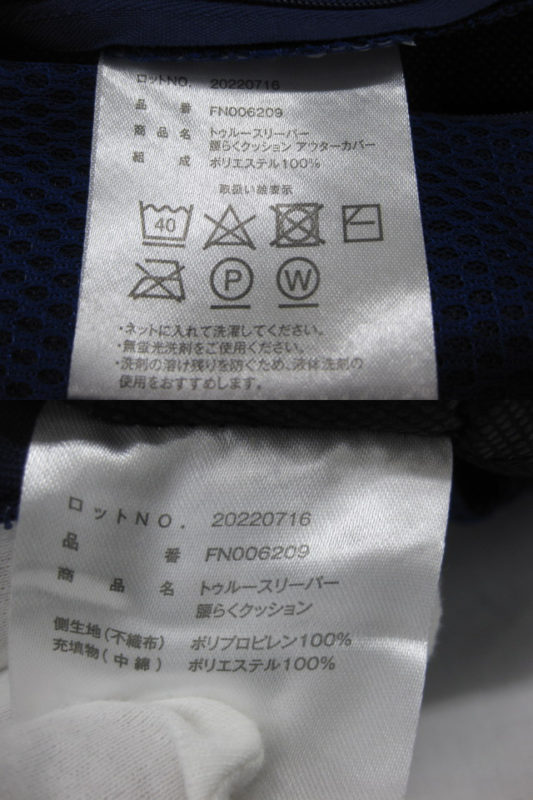 ロットNO. 20220716
品番 FN006209
商品名 トゥルースリーパー
腰らくクッション アウターカバー
組成 ポリエステル100%
取扱い絵表示
40
P W
・ネットに入れて洗濯してください。
・無蛍光洗剤をご使用ください。
・洗剤の溶け残りを防ぐため、液体洗剤の
使用をおすすめします。
ロットNO. 20220716
品番 FN006209
商品名 トゥルースリーパー
腰らくクッション
側生地(不織布) ポリプロピレン100%
充填物(中綿) ポリエステル100%